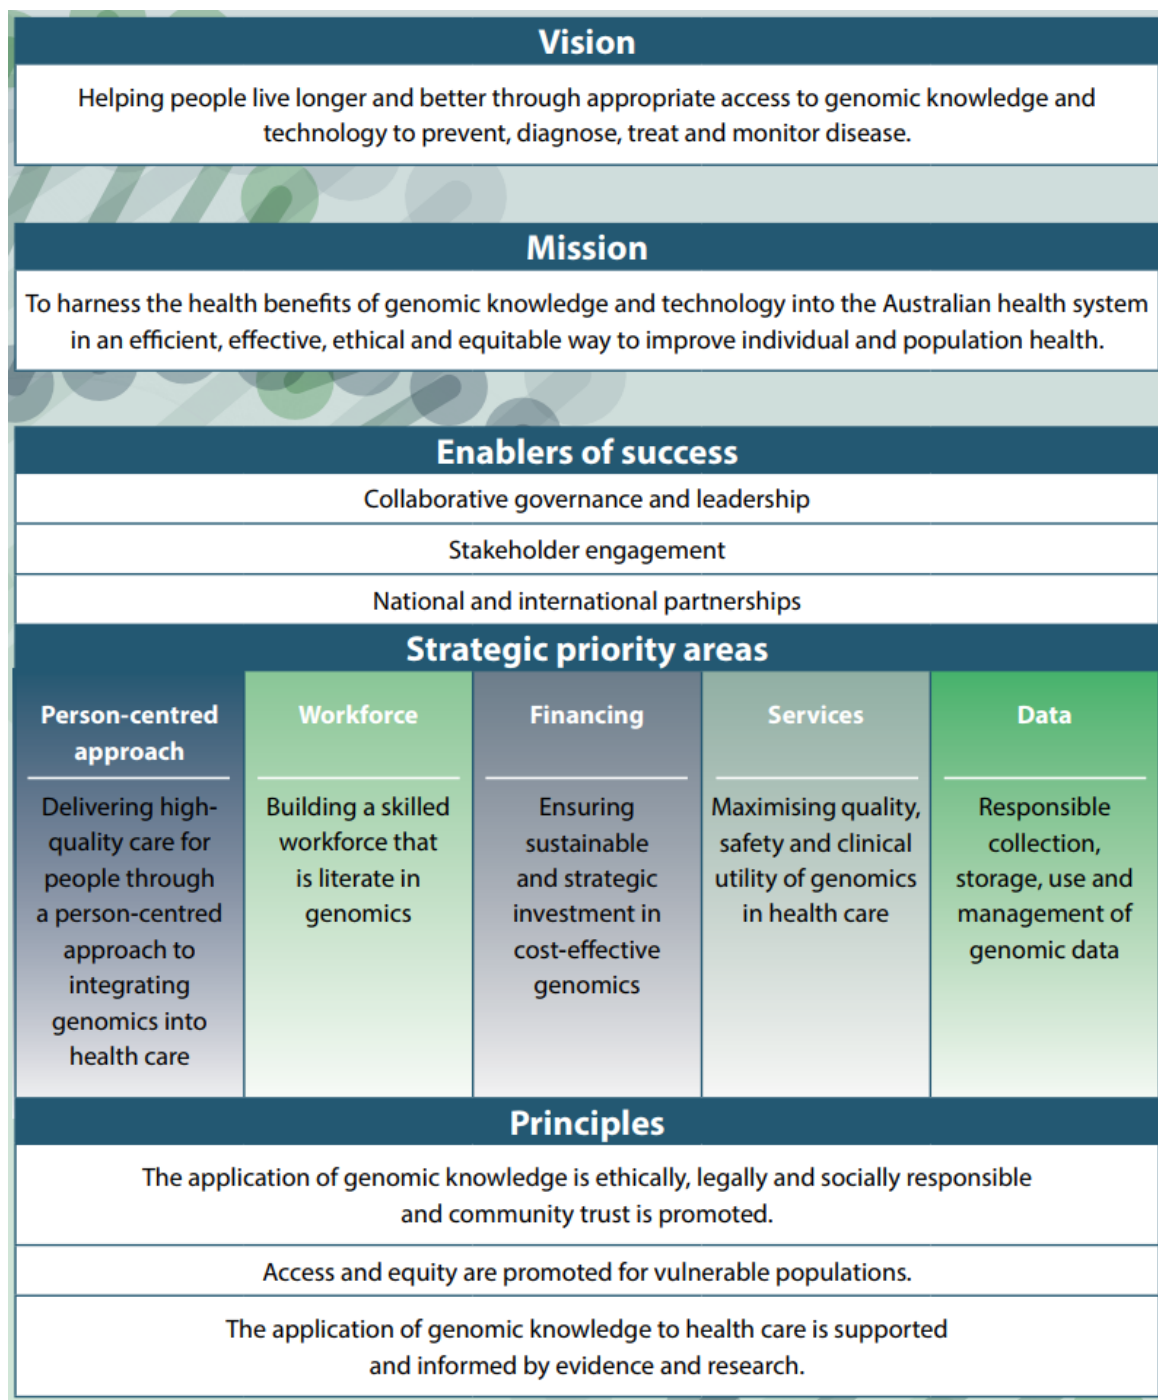 Vision
Helping people live longer and better through appropriate access to genomic knowledge and
technology to prevent, diagnose, treat and monitor disease.
Mission
To harness the health benefits of genomic knowledge and technology into the Australian health system
in an efficient, effective, ethical and equitable way to improve individual and population health.
Enablers of success
Collaborative governance and leadership
Stakeholder engagement
National and international partnerships
Strategic priority areas
Person-centred
approach
Delivering high-
quality care for
people through
a person-centred
approach to
integrating
genomics into
health care
Workforce
Building a skilled
workforce that
is literate in
genomics
Financing
Ensuring
sustainable
and strategic
investment in
cost-effective
genomics
Services
Maximising quality,
safety and clinical
utility of genomics
in health care
Data
Responsible
collection,
storage, use and
management of
genomic data
Principles
The application of genomic knowledge is ethically, legally and socially responsible
and community trust is promoted.
Access and equity are promoted for vulnerable populations.
The application of genomic knowledge to health care is supported
and informed by evidence and research.